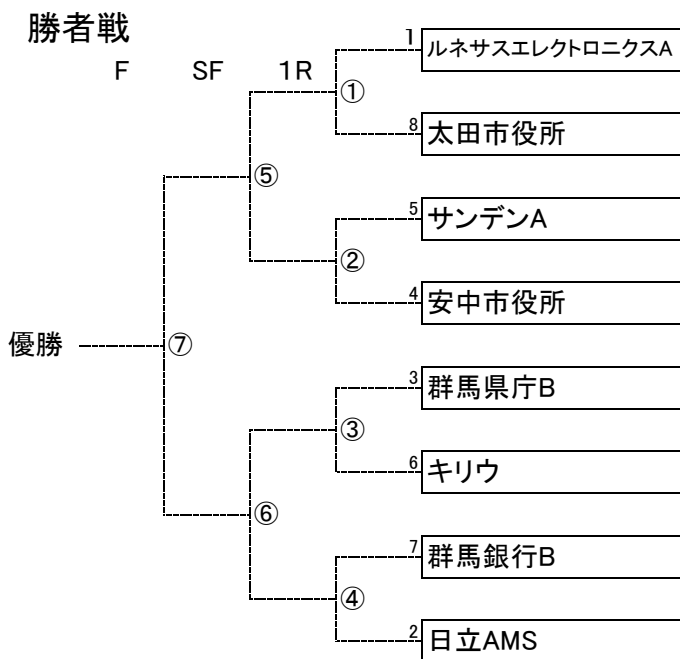 勝者戦
F SF 1R
1 ルネサスエレクトロニクスA
①
8 太田市役所
⑤
5 サンデンA
②
4 安中市役所
優勝 ⑦
3 群馬県庁B
③
6 キリウ
⑥
7 群馬銀行B
④
2 日立AMS